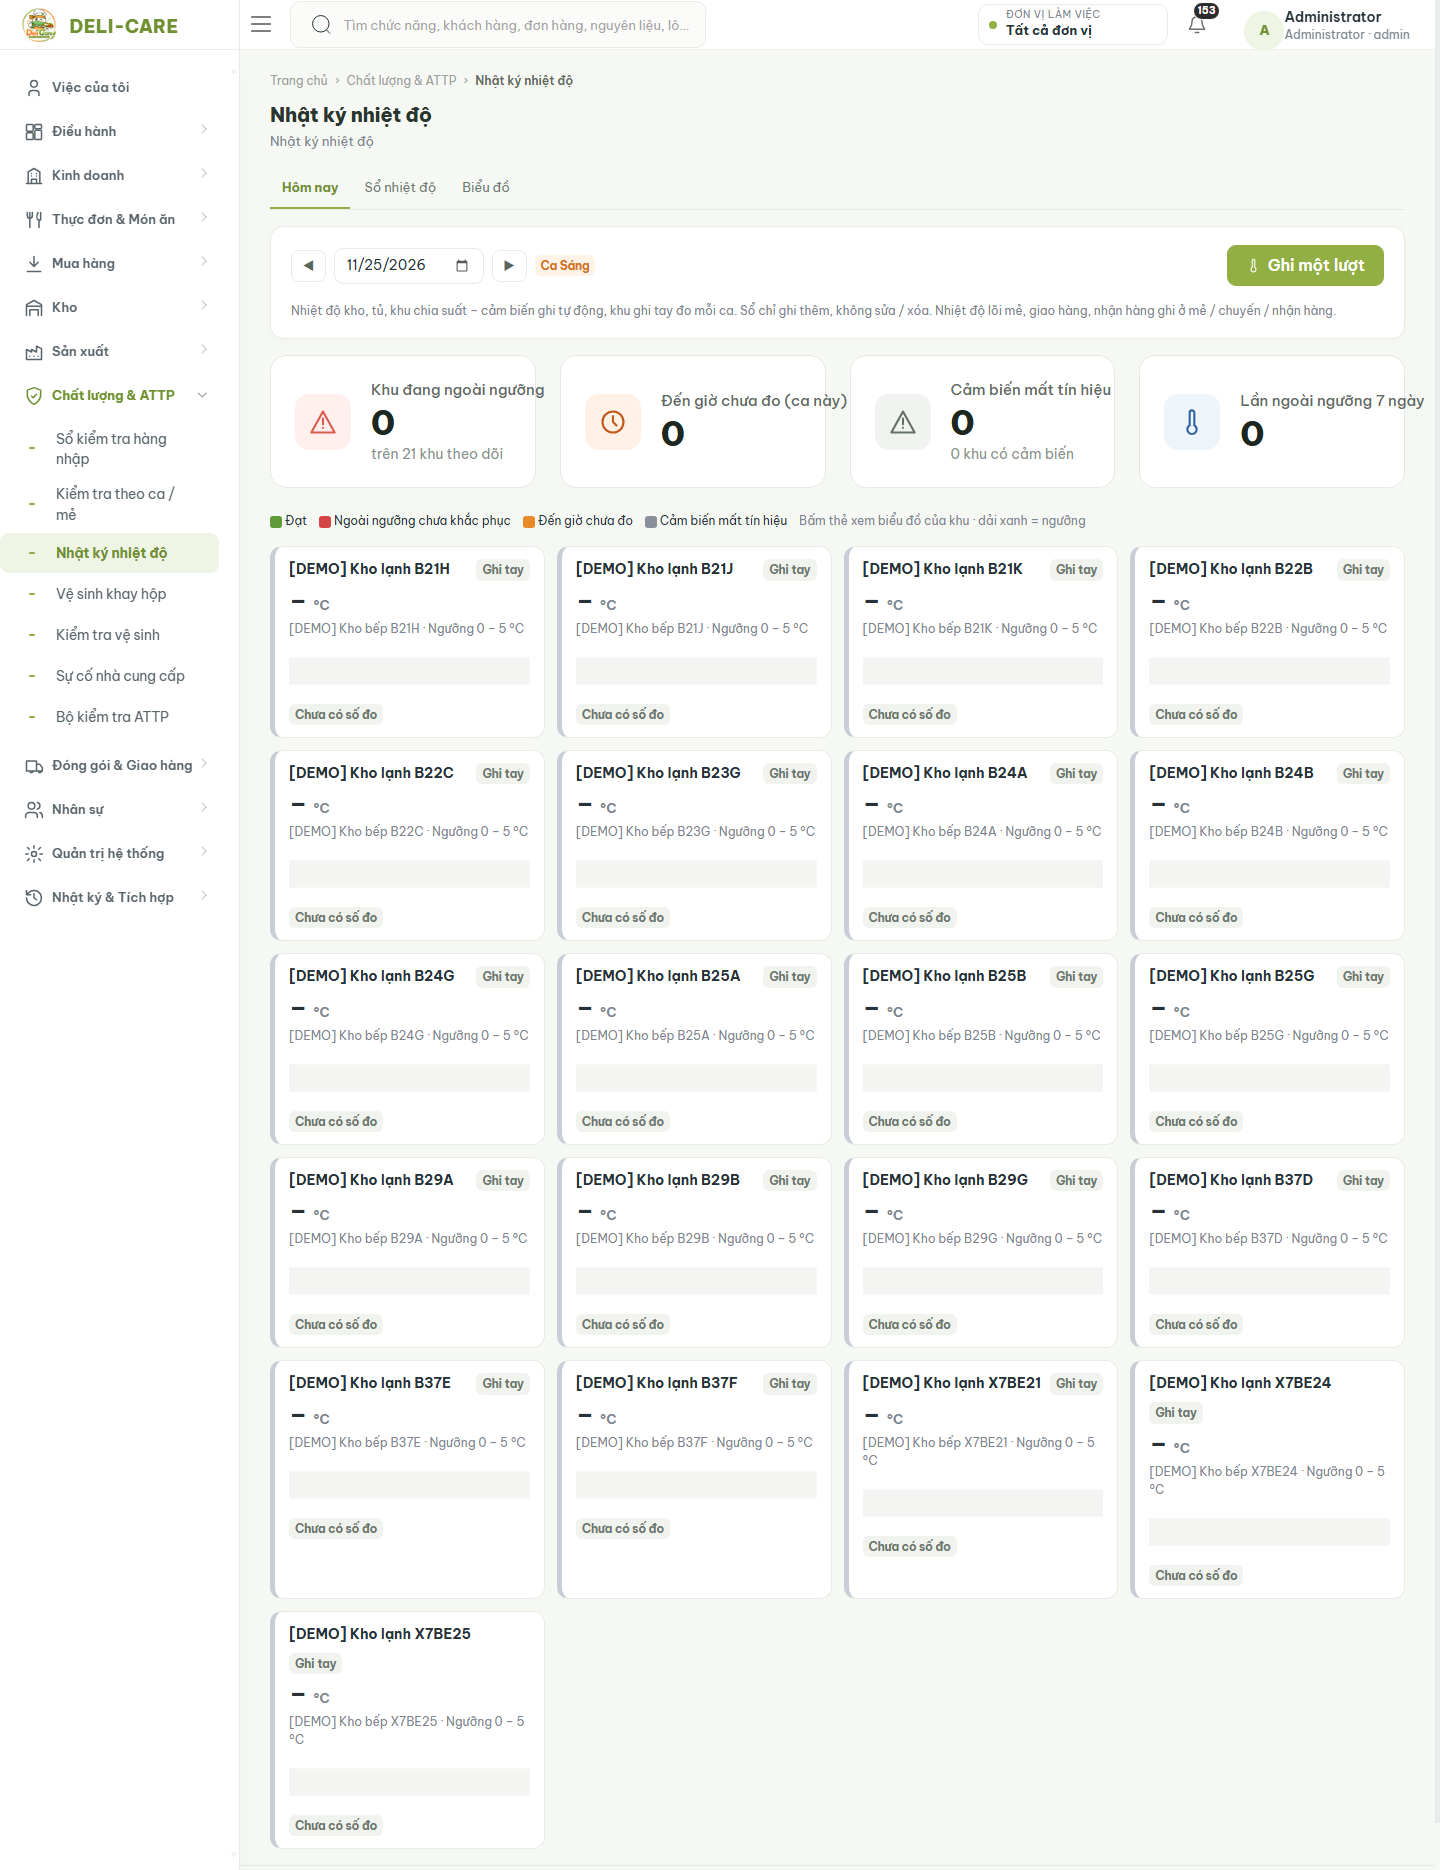 DELI-CARE
Tìm chức năng, khách hàng, đơn hàng, nguyên liệu, lô...
ĐƠN VỊ LÀM VIỆC
Tất cả đơn vị
153
A
Administrator
Administrator · admin
Việc của tôi
Điều hành
Kinh doanh
Thực đơn & Món ăn
Mua hàng
Kho
Sản xuất
Chất lượng & ATTP
Sổ kiểm tra hàng
nhập
Kiểm tra theo ca /
mẻ
Nhật ký nhiệt độ
Vệ sinh khay hộp
Kiểm tra vệ sinh
Sự cố nhà cung cấp
Bộ kiểm tra ATTP
Đóng gói & Giao hàng
Nhân sự
Quản trị hệ thống
Nhật ký & Tích hợp
Trang chủ › Chất lượng & ATTP › Nhật ký nhiệt độ
Nhật ký nhiệt độ
Nhật ký nhiệt độ
Hôm nay Sổ nhiệt độ Biểu đồ
11/25/2026 Ca Sáng Ghi một lượt
Nhiệt độ kho, tủ, khu chia suất – cảm biến ghi tự động, khu ghi tay đo mỗi ca. Sổ chỉ ghi thêm, không sửa / xóa. Nhiệt độ lõi mẻ, giao hàng, nhận hàng ghi ở mẻ / chuyến / nhận hàng.
Khu đang ngoài ngưỡng
0
trên 21 khu theo dõi
Đến giờ chưa đo (ca này)
0
Cảm biến mất tín hiệu
0
0 khu có cảm biến
Lần ngoài ngưỡng 7 ngày
0
Đạt Ngoài ngưỡng chưa khắc phục Đến giờ chưa đo Cảm biến mất tín hiệu Bấm thẻ xem biểu đồ của khu · dải xanh = ngưỡng
[DEMO] Kho lạnh B21H Ghi tay
– °C
[DEMO] Kho bếp B21H · Ngưỡng 0 – 5 °C
Chưa có số đo
[DEMO] Kho lạnh B21J Ghi tay
– °C
[DEMO] Kho bếp B21J · Ngưỡng 0 – 5 °C
Chưa có số đo
[DEMO] Kho lạnh B21K Ghi tay
– °C
[DEMO] Kho bếp B21K · Ngưỡng 0 – 5 °C
Chưa có số đo
[DEMO] Kho lạnh B22B Ghi tay
– °C
[DEMO] Kho bếp B22B · Ngưỡng 0 – 5 °C
Chưa có số đo
[DEMO] Kho lạnh B22C Ghi tay
– °C
[DEMO] Kho bếp B22C · Ngưỡng 0 – 5 °C
Chưa có số đo
[DEMO] Kho lạnh B23G Ghi tay
– °C
[DEMO] Kho bếp B23G · Ngưỡng 0 – 5 °C
Chưa có số đo
[DEMO] Kho lạnh B24A Ghi tay
– °C
[DEMO] Kho bếp B24A · Ngưỡng 0 – 5 °C
Chưa có số đo
[DEMO] Kho lạnh B24B Ghi tay
– °C
[DEMO] Kho bếp B24B · Ngưỡng 0 – 5 °C
Chưa có số đo
[DEMO] Kho lạnh B24G Ghi tay
– °C
[DEMO] Kho bếp B24G · Ngưỡng 0 – 5 °C
Chưa có số đo
[DEMO] Kho lạnh B25A Ghi tay
– °C
[DEMO] Kho bếp B25A · Ngưỡng 0 – 5 °C
Chưa có số đo
[DEMO] Kho lạnh B25B Ghi tay
– °C
[DEMO] Kho bếp B25B · Ngưỡng 0 – 5 °C
Chưa có số đo
[DEMO] Kho lạnh B25G Ghi tay
– °C
[DEMO] Kho bếp B25G · Ngưỡng 0 – 5 °C
Chưa có số đo
[DEMO] Kho lạnh B29A Ghi tay
– °C
[DEMO] Kho bếp B29A · Ngưỡng 0 – 5 °C
Chưa có số đo
[DEMO] Kho lạnh B29B Ghi tay
– °C
[DEMO] Kho bếp B29B · Ngưỡng 0 – 5 °C
Chưa có số đo
[DEMO] Kho lạnh B29G Ghi tay
– °C
[DEMO] Kho bếp B29G · Ngưỡng 0 – 5 °C
Chưa có số đo
[DEMO] Kho lạnh B37D Ghi tay
– °C
[DEMO] Kho bếp B37D · Ngưỡng 0 – 5 °C
Chưa có số đo
[DEMO] Kho lạnh B37E Ghi tay
– °C
[DEMO] Kho bếp B37E · Ngưỡng 0 – 5 °C
Chưa có số đo
[DEMO] Kho lạnh B37F Ghi tay
– °C
[DEMO] Kho bếp B37F · Ngưỡng 0 – 5 °C
Chưa có số đo
[DEMO] Kho lạnh X7BE21 Ghi tay
– °C
[DEMO] Kho bếp X7BE21 · Ngưỡng 0 – 5
°C
Chưa có số đo
[DEMO] Kho lạnh X7BE24
Ghi tay
– °C
[DEMO] Kho bếp X7BE24 · Ngưỡng 0 – 5
°C
Chưa có số đo
[DEMO] Kho lạnh X7BE25
Ghi tay
– °C
[DEMO] Kho bếp X7BE25 · Ngưỡng 0 – 5
°C
Chưa có số đo